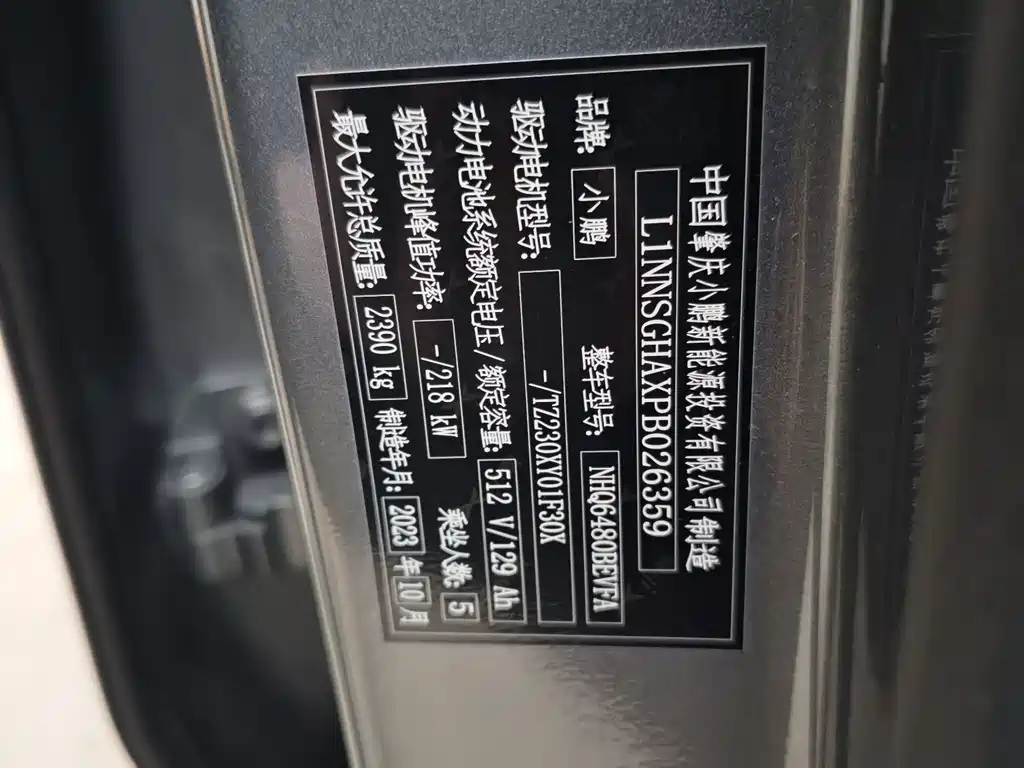 中国肇庆小鹏新能源投资有限公司制造
L1NNSGHAXPB026359
品牌: 小鹏 整车型号: NHQ6480BEVFA
驱动电机型号: -/TZ230XY01F30X
动力电池系统额定电压/额定容量: 512 V/129 Ah
驱动电机峰值功率: -/218 kW 乘坐人数: 5
最大允许总质量: 2390 kg 制造年月: 2023 年 10 月